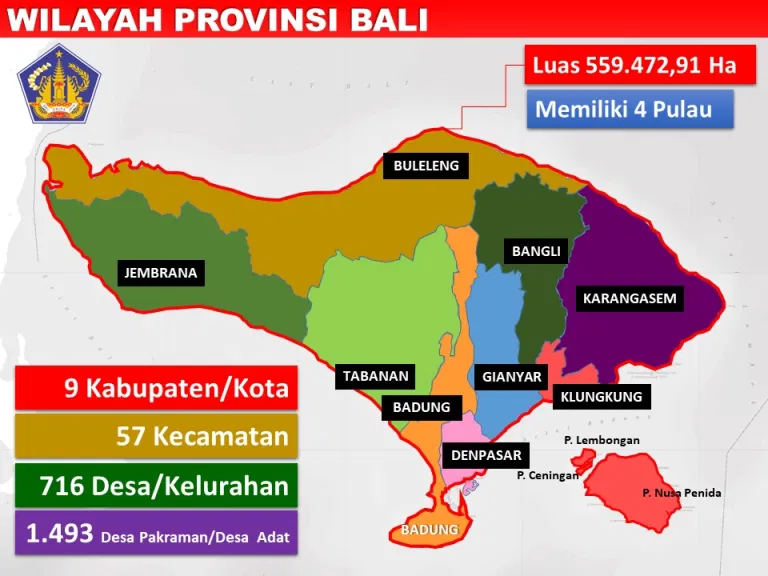 WILAYAH PROVINSI BALI
Luas 559.472,91 Ha
Memiliki 4 Pulau
BULELENG
JEMBRANA
BANGLI
KARANGASEM
TABANAN
GIANYAR
BADUNG
KLUNGKUNG
DENPASAR
P. Lembongan
P. Ceningan
P. Nusa Penida
BADUNG
9 Kabupaten/Kota
57 Kecamatan
716 Desa/Kelurahan
1.493 Desa Pakraman/Desa Adat